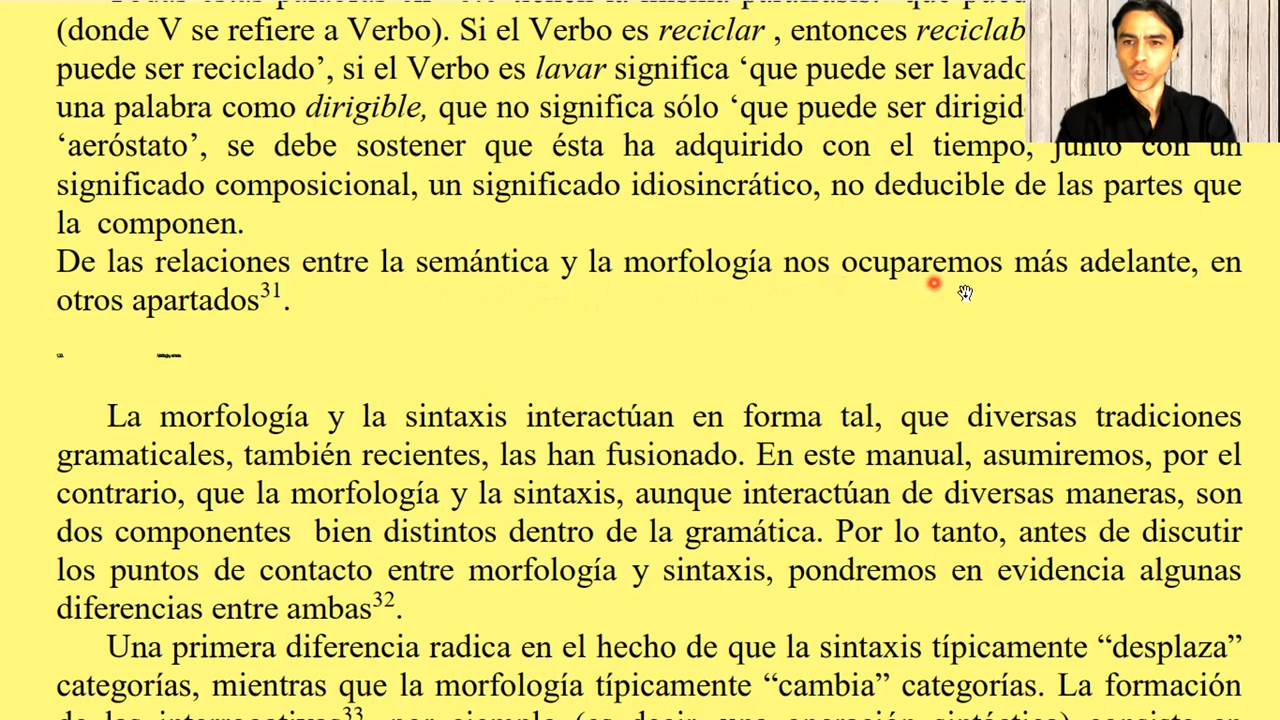 (donde V se refiere a Verbo). Si el Verbo es reciclar , entonces
puede ser reciclado’, si el Verbo es lavar significa ‘que puede ser lavado
una palabra como dirigible, que no significa sólo ‘que puede ser
‘aeróstato’, se debe sostener que ésta ha adquirido con el tiempo, junto con un
significado composicional, un significado idiosincrático, no deducible de las partes que
la componen.
De las relaciones entre la semántica y la morfología nos ocuparemos más adelante, en
otros apartados31.
La morfología y la sintaxis interactúan en forma tal, que diversas tradiciones
gramaticales, también recientes, las han fusionado. En este manual, asumiremos, por el
contrario, que la morfología y la sintaxis, aunque interactúan de diversas maneras, son
dos componentes bien distintos dentro de la gramática. Por lo tanto, antes de discutir
los puntos de contacto entre morfología y sintaxis, pondremos en evidencia algunas
diferencias entre ambas32.
Una primera diferencia radica en el hecho de que la sintaxis típicamente “desplaza”
categorías, mientras que la morfología típicamente “cambia” categorías. La formación